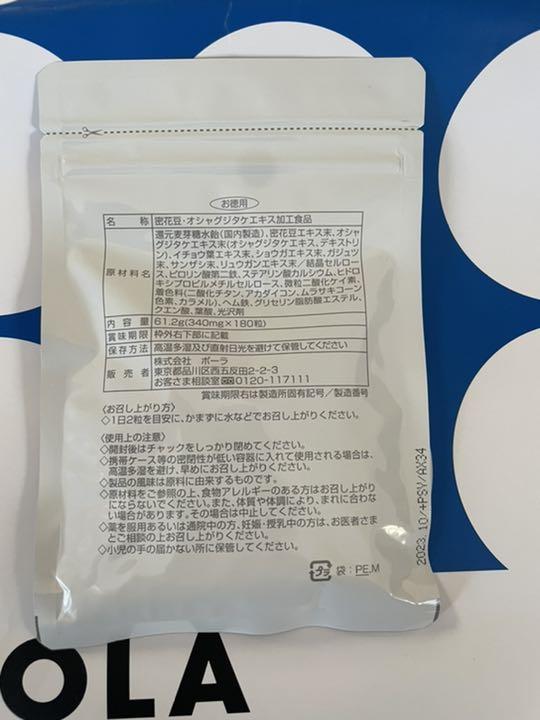 お徳用
名 称 密花豆・オシャグジタケエキス加工食品
原材料名 還元麦芽糖水飴(国内製造)、密花豆エキス末、オシャ
グジタケエキス末(オシャグジタケエキス、デキストリ
ン)、イチョウ葉エキス末、ショウガエキス末、ガジュツ
末、サンザシ末、リュウガンエキス末/結晶セルロー
ス、ピロリン酸第二鉄、ステアリン酸カルシウム、ヒドロ
キシプロピルメチルセルロース、微粒二酸化ケイ素、
着色料(二酸化チタン、アカダイコン、ムラサキコーン
色素、カラメル)、ヘム鉄、グリセリン脂肪酸エステル、
クエン酸、葉酸、光沢剤
内 容 量 61.2g(340mg×180粒)
賞味期限 枠外右下部に記載
保存方法 高温多湿及び直射日光を避けて保管してください
販 売 者 株式会社 ポーラ
東京都品川区西五反田2-2-3
お客さま相談室 0120-117111
賞味期限右は製造所固有記号/製造番号
〈お召し上がり方〉
◇1日2粒を目安に、かまずに水などでお召し上がりください。
〈使用上の注意〉
◇開封後はチャックをしっかり閉めてください。
◇携帯ケース等の密閉性が低い容器に入れて使用される場合は、
高温多湿を避け、早めにお召し上がりください。
◇製品の風味は原料に由来するものです。
◇原材料をご参照の上、食物アレルギーのある方はお召し上がり
にならないでください。また、体質や体調により、まれに合わな
い場合があります。その場合は中止してください。
◇薬を服用あるいは通院中の方、妊娠・授乳中の方は、お医者さま
とご相談の上お召し上がりください。
◇小児の手の届かない所に保管してください。
プラ 袋:PE,M
2023.10/+PSY/AX34
OLA